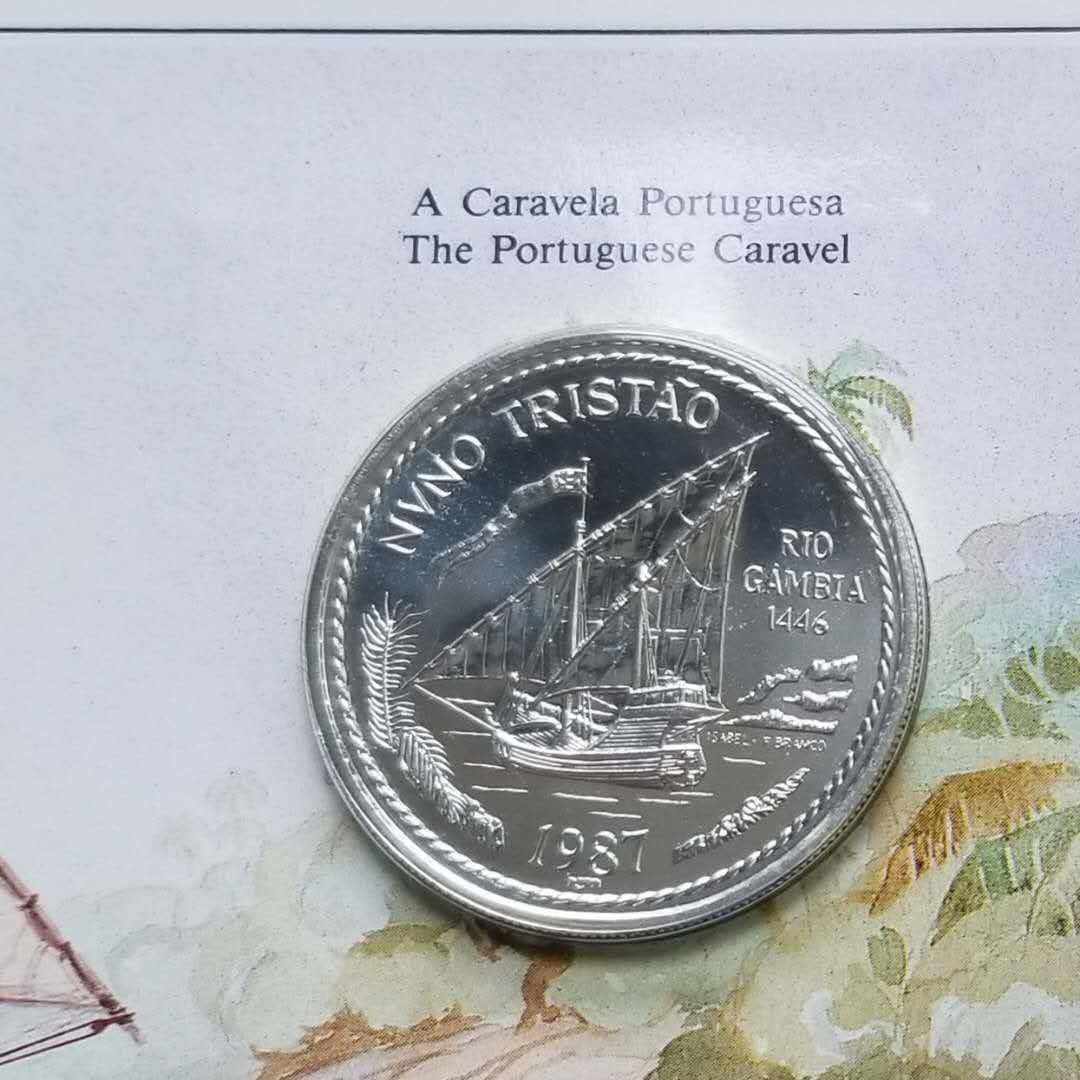 A Caravela Portuguesa
The Portuguese Caravel
NVNO TRISTÃO
RIO
GÂMBIA
1446
ISABEL F BRANCO
1987